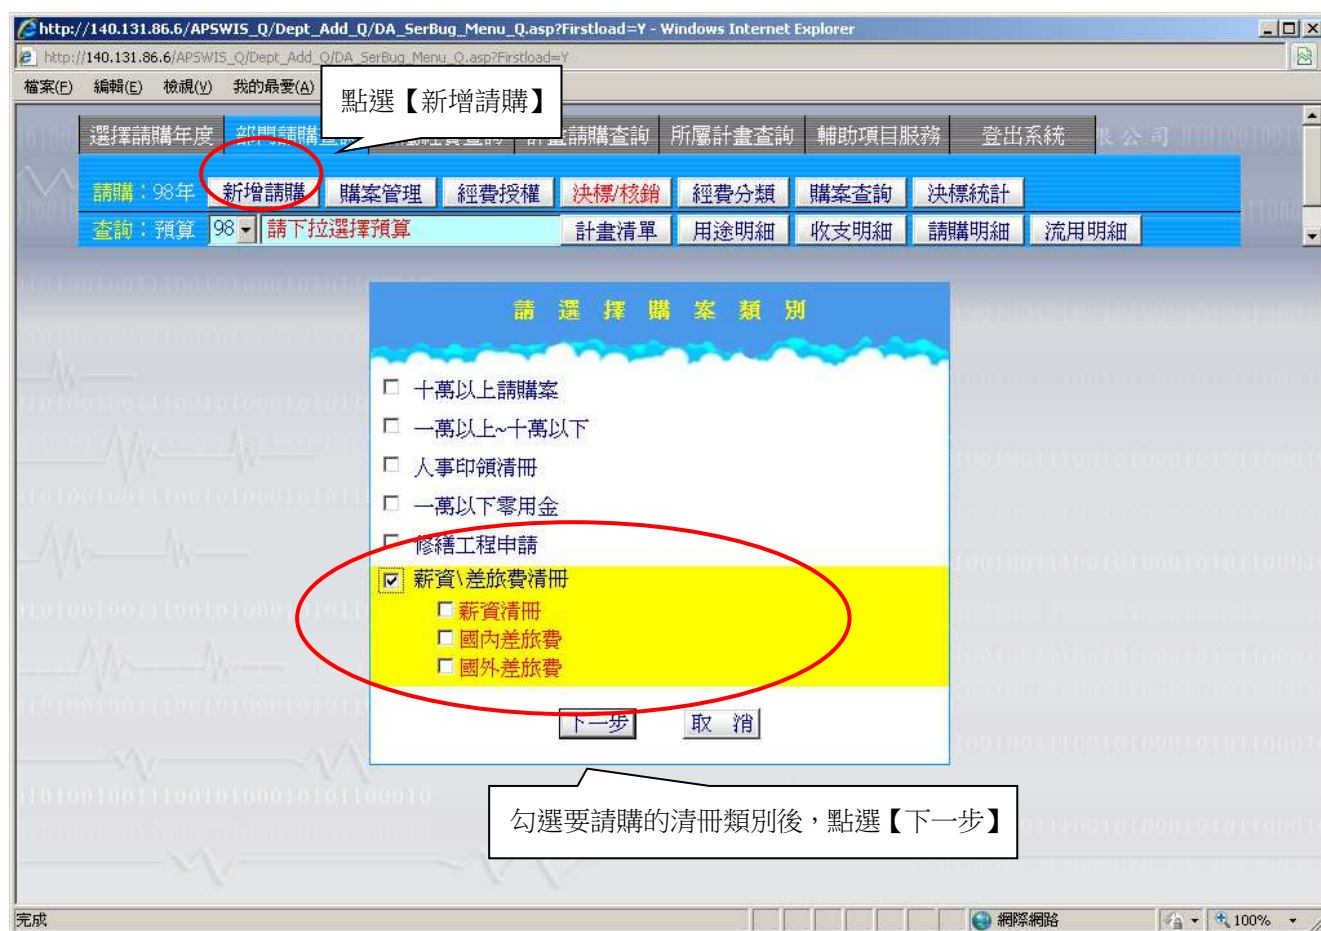 http://140.131.86.6/APSWIS_Q/Dept_Add_Q/DA_SerBug_Menu_Q.asp?Firstload=Y - Windows Internet Explorer
http://140.131.86.6/APSWIS_Q/Dept_Add_Q/DA_SerBug_Menu_Q.asp?Firstload=Y
檔案(F) 編輯(E) 檢視(V) 我的最愛(A)
點選【新增請購】
選擇請購年度 部門請購 請購查詢 所屬計畫查詢 輔助項目服務 登出系統 限公司
請購：98年 新增請購 購案管理 經費授權 決標/核銷 經費分類 購案查詢 決標統計
查詢：預算 98 請下拉選擇預算 計畫清單 用途明細 收支明細 請購明細 流用明細
請選擇購案類別
十萬以上請購案
一萬以上~十萬以下
人事印領清冊
一萬以下零用金
修繕工程申請
薪資\差旅費清冊
薪資清冊
國內差旅費
國外差旅費
下一步 取 消
勾選要請購的清冊類別後，點選【下一步】
完成 網際網路 100%